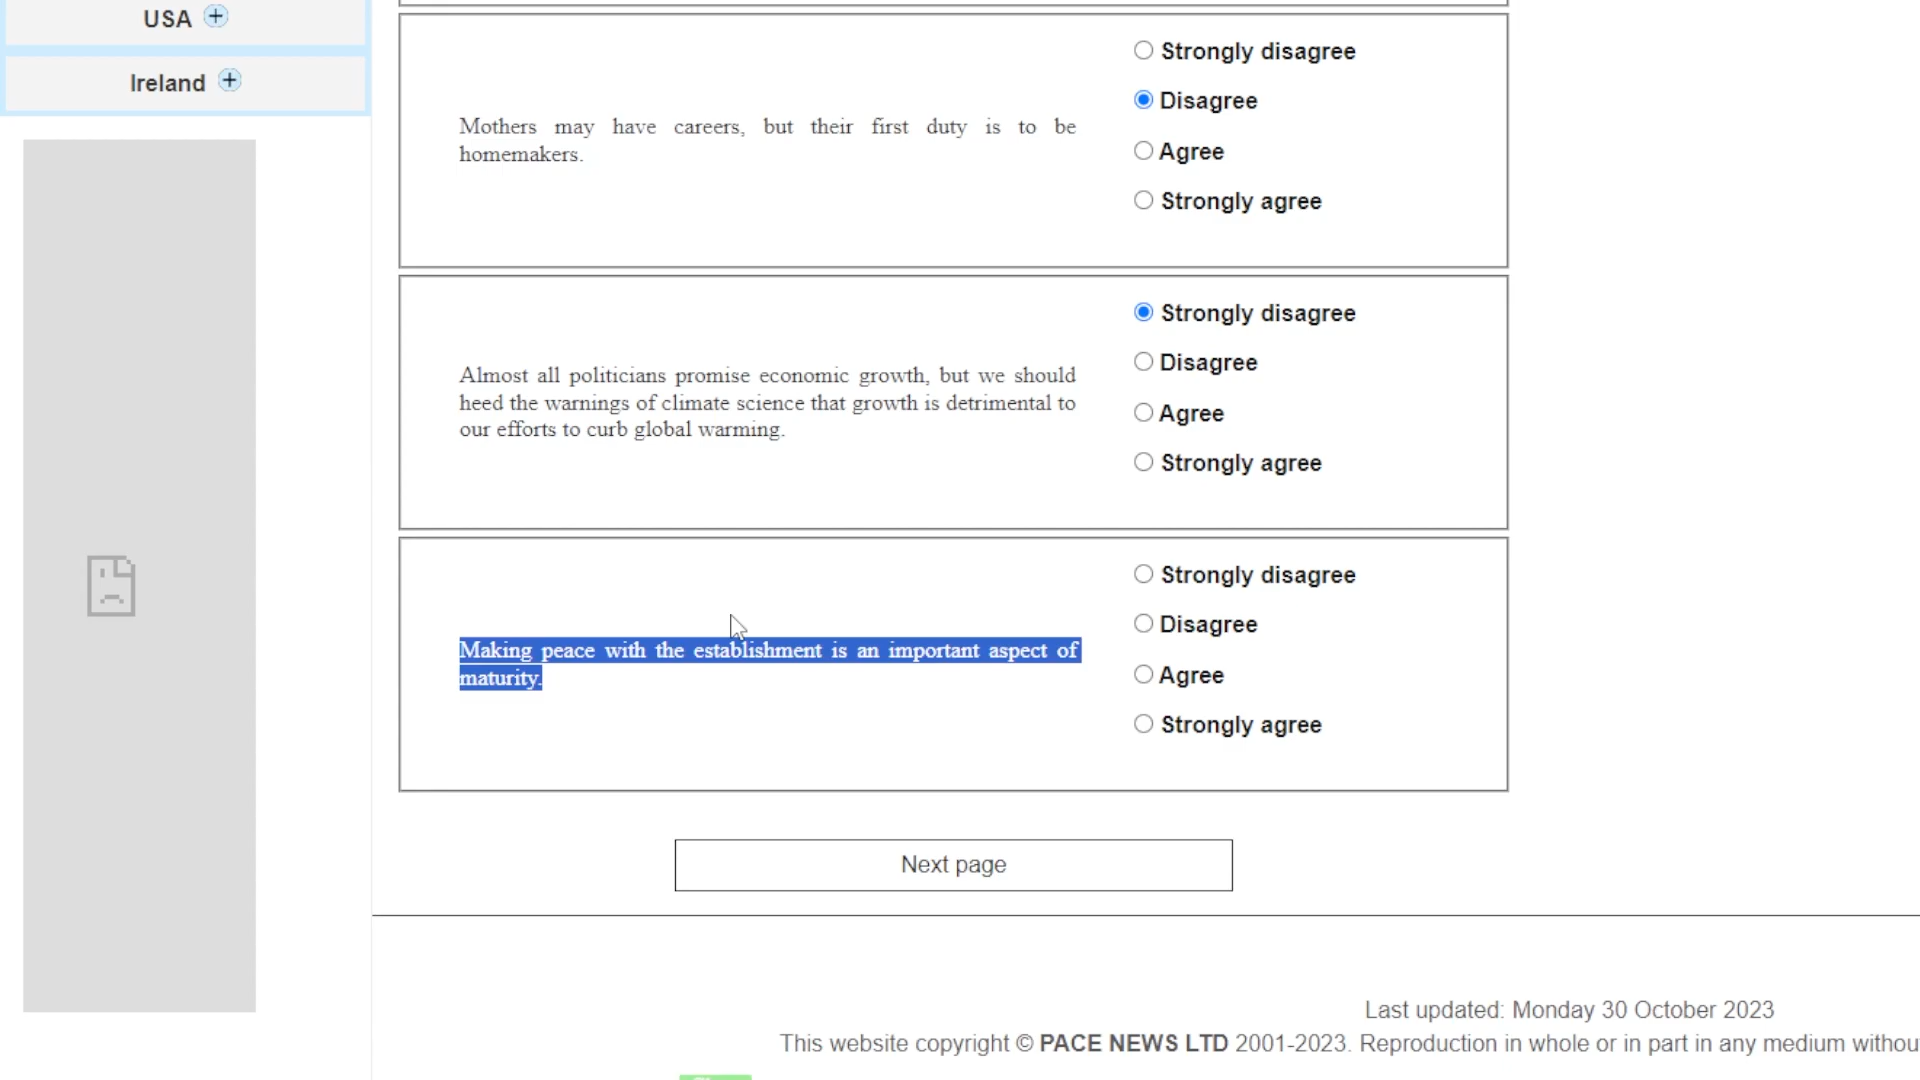 USA
Ireland
Mothers may have careers, but their first duty is to be
homemakers.
Strongly disagree
Disagree
Agree
Strongly agree
Almost all politicians promise economic growth, but we should
heed the warnings of climate science that growth is detrimental to
our efforts to curb global warming.
Strongly disagree
Disagree
Agree
Strongly agree
Making peace with the establishment is an important aspect of
maturity.
Strongly disagree
Disagree
Agree
Strongly agree
Next page
Last updated: Monday 30 October 2023
This website copyright © PACE NEWS LTD 2001-2023. Reproduction in whole or in part in any medium